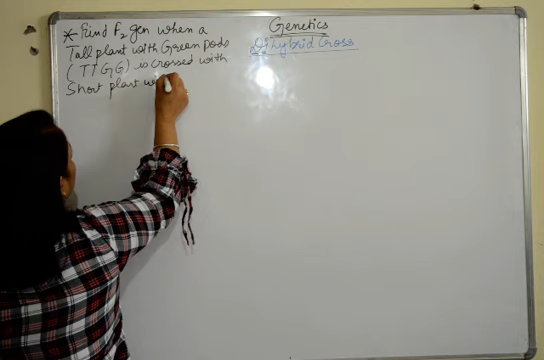 Genetics
Dihybrid Cross
* Find F2 gen when a
Tall plant with Green pods
(TTGG) is crossed with
Short plant